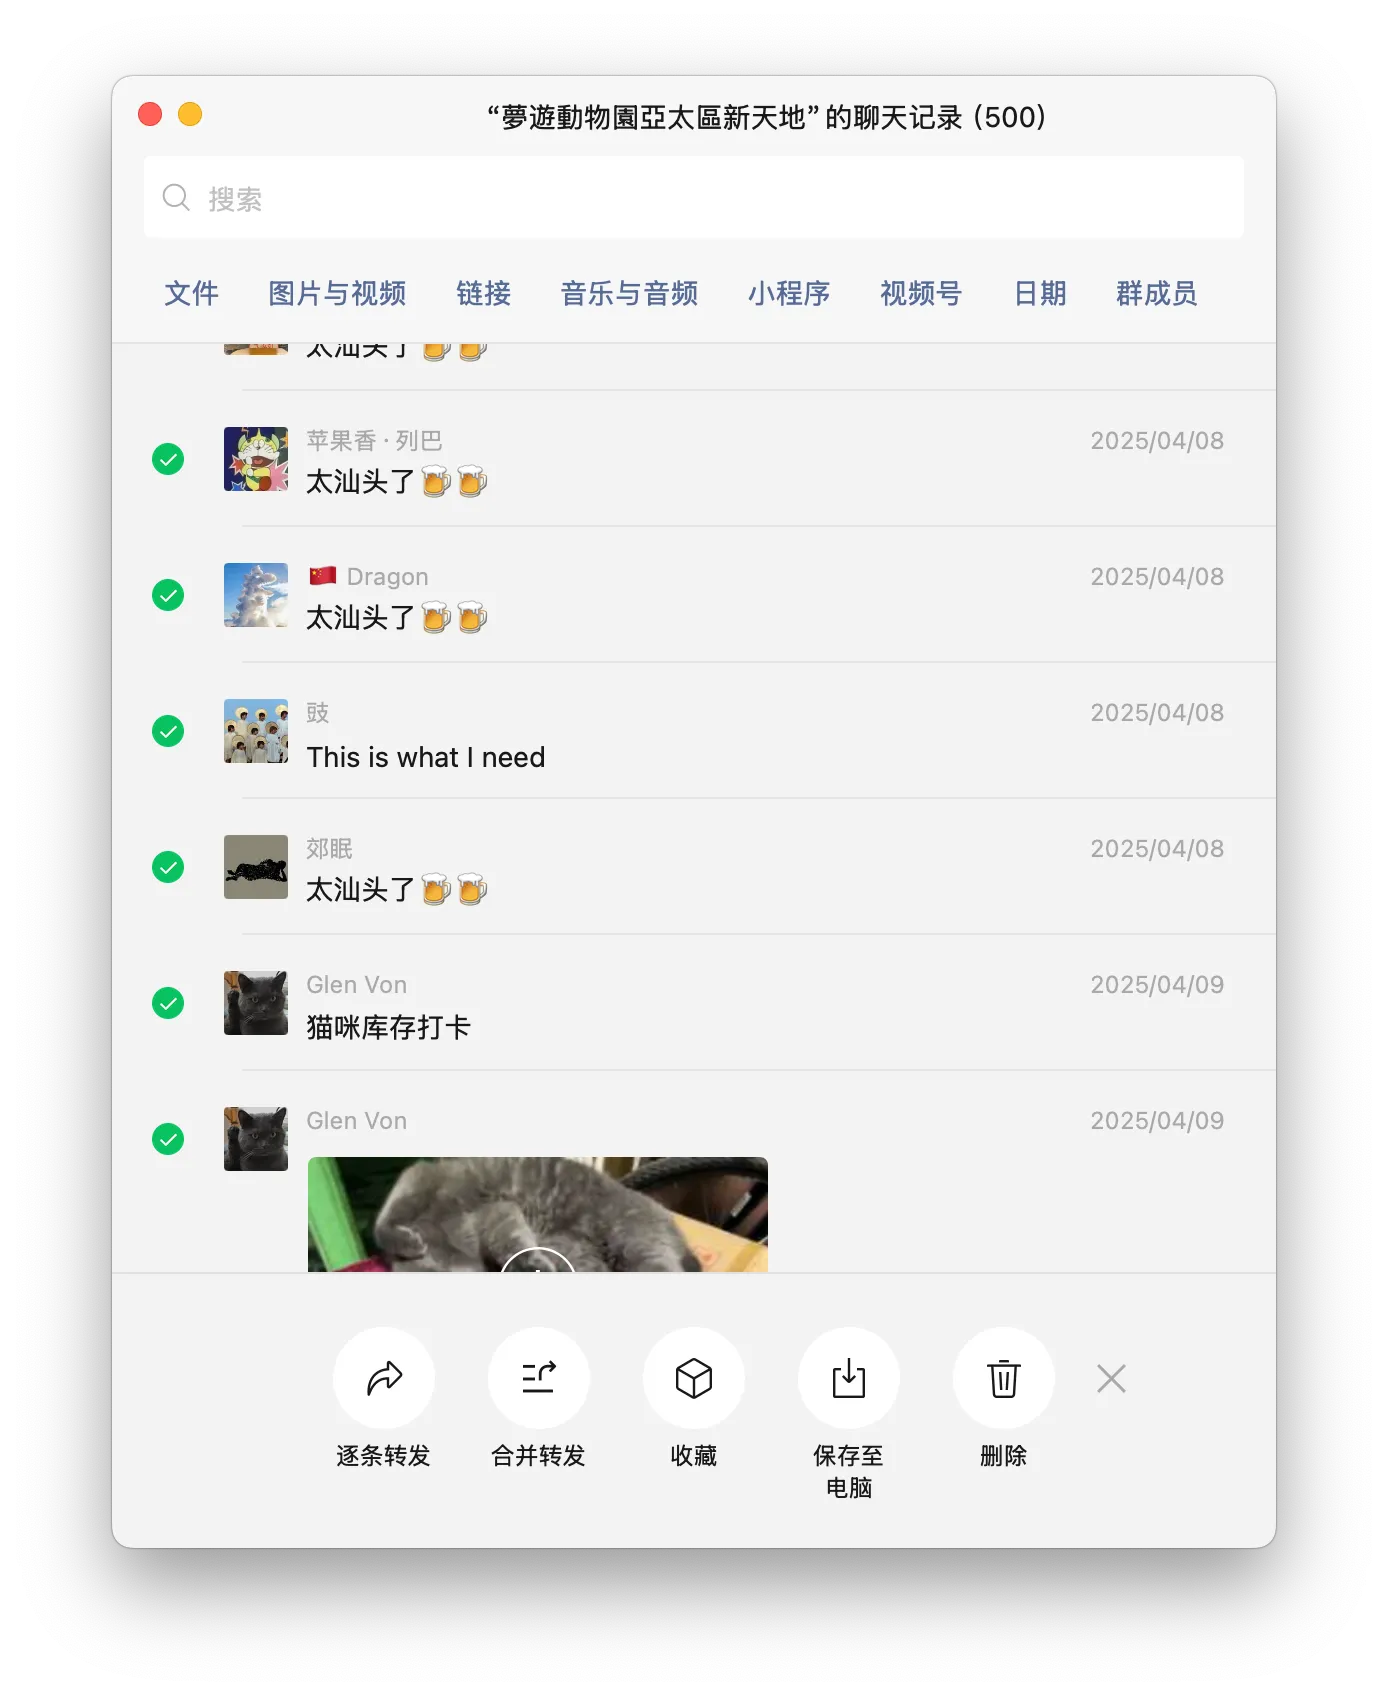 “夢遊動物園亞太區新天地”的聊天记录 (500)
搜索
文件 图片与视频 链接 音乐与音频 小程序 视频号 日期 群成员
太汕头了🍺🍺
苹果香 · 列巴 2025/04/08
太汕头了🍺🍺
🇨🇳 Dragon 2025/04/08
太汕头了🍺🍺
豉 2025/04/08
This is what I need
郊眠 2025/04/08
太汕头了🍺🍺
Glen Von 2025/04/09
猫咪库存打卡
Glen Von 2025/04/09
逐条转发 合并转发 收藏 保存至 删除
电脑